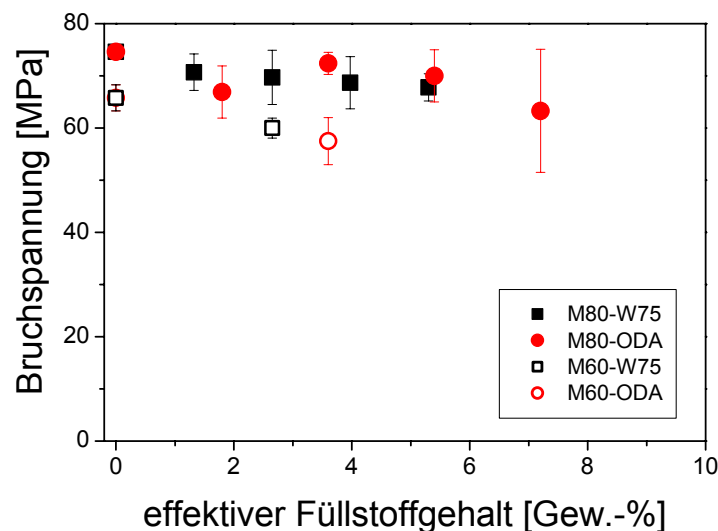 80
60
40
20
0
Bruchspannung [MPa]
M80-W75
M80-ODA
M60-W75
M60-ODA
0 2 4 6 8 10
effektiver Füllstoffgehalt [Gew.-%]